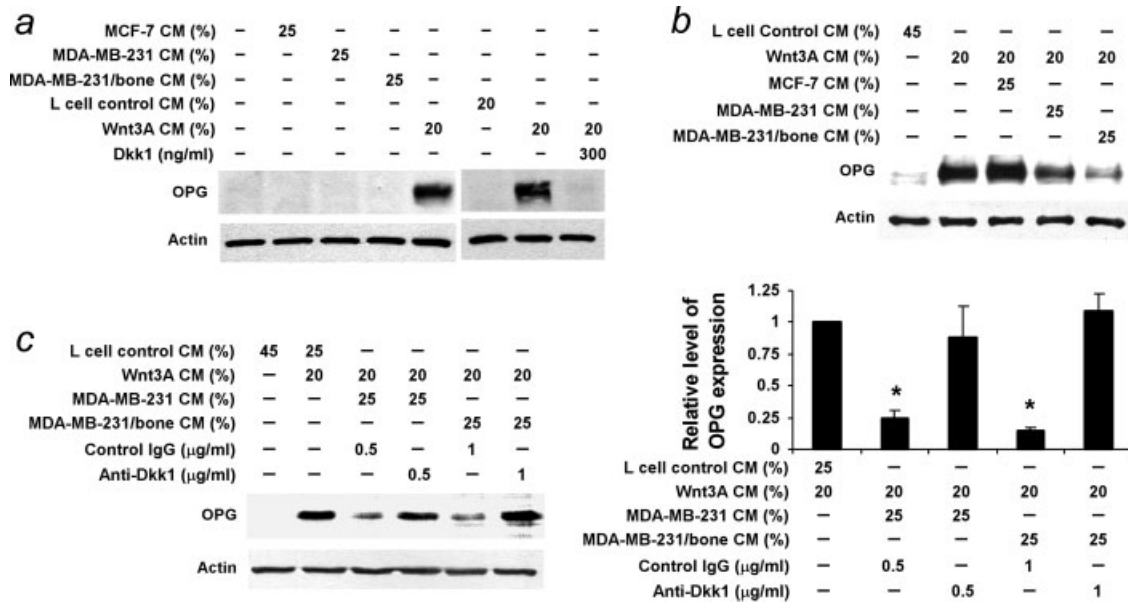 a
MCF-7 CM (%) – 25 – – – – – –
MDA-MB-231 CM (%) – – 25 – – – – –
MDA-MB-231/bone CM (%) – – – 25 – – – –
L cell control CM (%) – – – – – 20 – –
Wnt3A CM (%) – – – – 20 – 20 20
Dkk1 (ng/ml) – – – – – – – 300
OPG
Actin
b
L cell Control CM (%) 45 – – – –
Wnt3A CM (%) – 20 20 20 20
MCF-7 CM (%) – – 25 – –
MDA-MB-231 CM (%) – – – 25 –
MDA-MB-231/bone CM (%) – – – – 25
OPG
Actin
c
L cell control CM (%) 45 25 – – – –
Wnt3A CM (%) – 20 20 20 20 20
MDA-MB-231 CM (%) – – 25 25 – –
MDA-MB-231/bone CM (%) – – – – 25 25
Control IgG (μg/ml) – – 0.5 – 1 –
Anti-Dkk1 (μg/ml) – – – 0.5 – 1
OPG
Actin
Relative level of
OPG expression
1.25
1
0.75
0.5
0.25
0
*
*
L cell control CM (%) 25 – – – –
Wnt3A CM (%) 20 20 20 20 20
MDA-MB-231 CM (%) – 25 25 – –
MDA-MB-231/bone CM (%) – – – 25 25
Control IgG (μg/ml) – 0.5 – 1 –
Anti-Dkk1 (μg/ml) – – 0.5 – 1